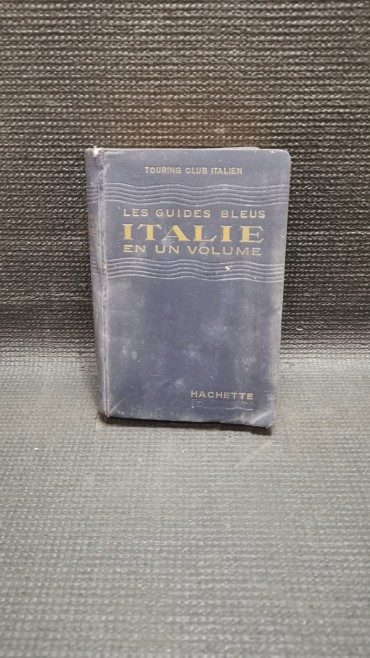 TOURING CLUB ITALIEN
LES GUIDES BLEUS
ITALIE
EN UN VOLUME
HACHETTE